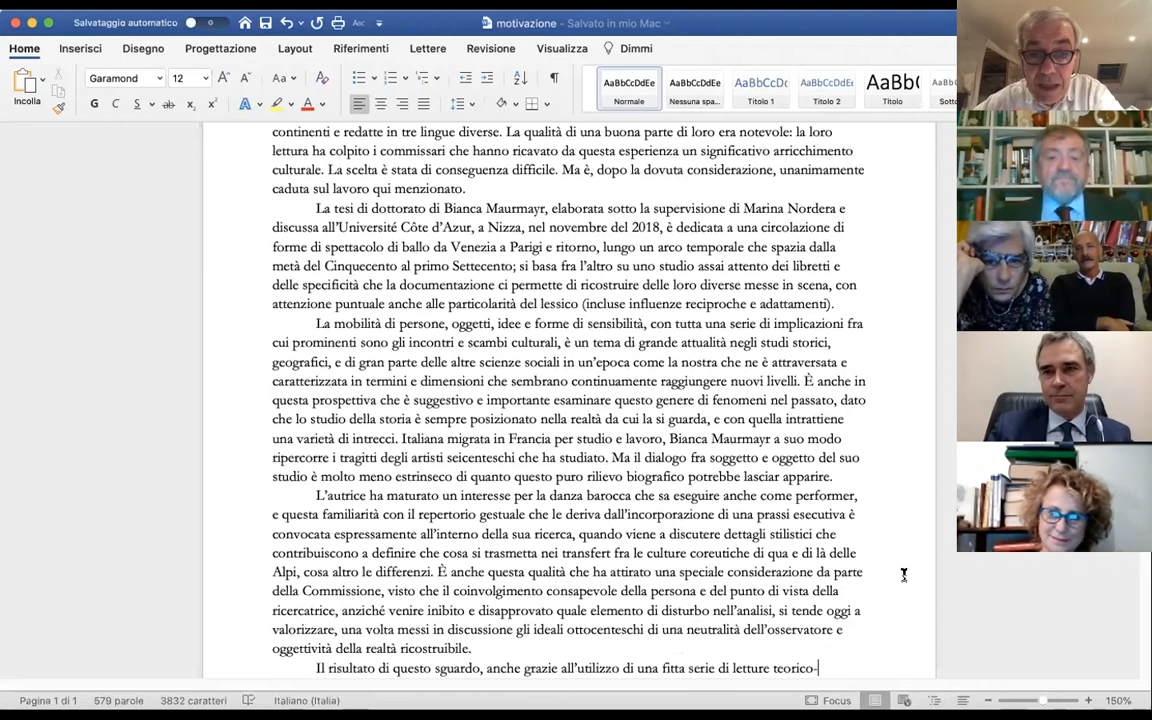 Salvataggio automatico
motivazione - Salvato in mio Mac
Home Inserisci Disegno Progettazione Layout Riferimenti Lettere Revisione Visualizza Dimmi
Incolla
Garamond 12
G C S ab x₂ x²
AaBbCcDdEe AaBbCcDdEe AaBbCcDc AaBbCcDdEe AaBb(
Normale Nessuna spa... Titolo 1 Titolo 2 Titolo
continenti e redatte in tre lingue diverse. La qualità di una buona parte di loro era notevole: la loro
lettura ha colpito i commissari che hanno ricavato da questa esperienza un significativo arricchimento
culturale. La scelta è stata di conseguenza difficile. Ma è, dopo la dovuta considerazione, unanimamente
caduta sul lavoro qui menzionato.
La tesi di dottorato di Bianca Maurmayr, elaborata sotto la supervisione di Marina Nordera e
discussa all'Université Côte d'Azur, a Nizza, nel novembre del 2018, è dedicata a una circolazione di
forme di spettacolo di ballo da Venezia a Parigi e ritorno, lungo un arco temporale che spazia dalla
metà del Cinquecento al primo Settecento; si basa fra l'altro su uno studio assai attento dei libretti e
delle specificità che la documentazione ci permette di ricostruire delle loro diverse messe in scena, con
attenzione puntuale anche alle particolarità del lessico (incluse influenze reciproche e adattamenti).
La mobilità di persone, oggetti, idee e forme di sensibilità, con tutta una serie di implicazioni fra
cui prominenti sono gli incontri e scambi culturali, è un tema di grande attualità negli studi storici,
geografici, e di gran parte delle altre scienze sociali in un'epoca come la nostra che ne è attraversata e
caratterizzata in termini e dimensioni che sembrano continuamente raggiungere nuovi livelli. È anche in
questa prospettiva che è suggestivo e importante esaminare questo genere di fenomeni nel passato, dato
che lo studio della storia è sempre posizionato nella realtà da cui la si guarda, e con quella intrattiene
una varietà di intrecci. Italiana migrata in Francia per studio e lavoro, Bianca Maurmayr a suo modo
ripercorre i tragitti degli artisti seicenteschi che ha studiato. Ma il dialogo fra soggetto e oggetto del suo
studio è molto meno estrinseco di quanto questo puro rilievo biografico potrebbe lasciar apparire.
L'autrice ha maturato un interesse per la danza barocca che sa eseguire anche come performer,
e questa familiarità con il repertorio gestuale che le deriva dall'incorporazione di una prassi esecutiva è
convocata espressamente all'interno della sua ricerca, quando viene a discutere dettagli stilistici che
contribuiscono a definire che cosa si trasmetta nei transfert fra le culture coreutiche di qua e di là delle
Alpi, cosa altro le differenzi. È anche questa qualità che ha attirato una speciale considerazione da parte
della Commissione, visto che il coinvolgimento consapevole della persona e del punto di vista della
ricercatrice, anziché venire inibito e disapprovato quale elemento di disturbo nell'analisi, si tende oggi a
valorizzare, una volta messi in discussione gli ideali ottocenteschi di una neutralità dell'osservatore e
oggettività della realtà ricostruibile.
Il risultato di questo sguardo, anche grazie all'utilizzo di una fitta serie di letture teorico-
Pagina 1 di 1 579 parole 3832 caratteri Italiano (Italia) Focus 150%